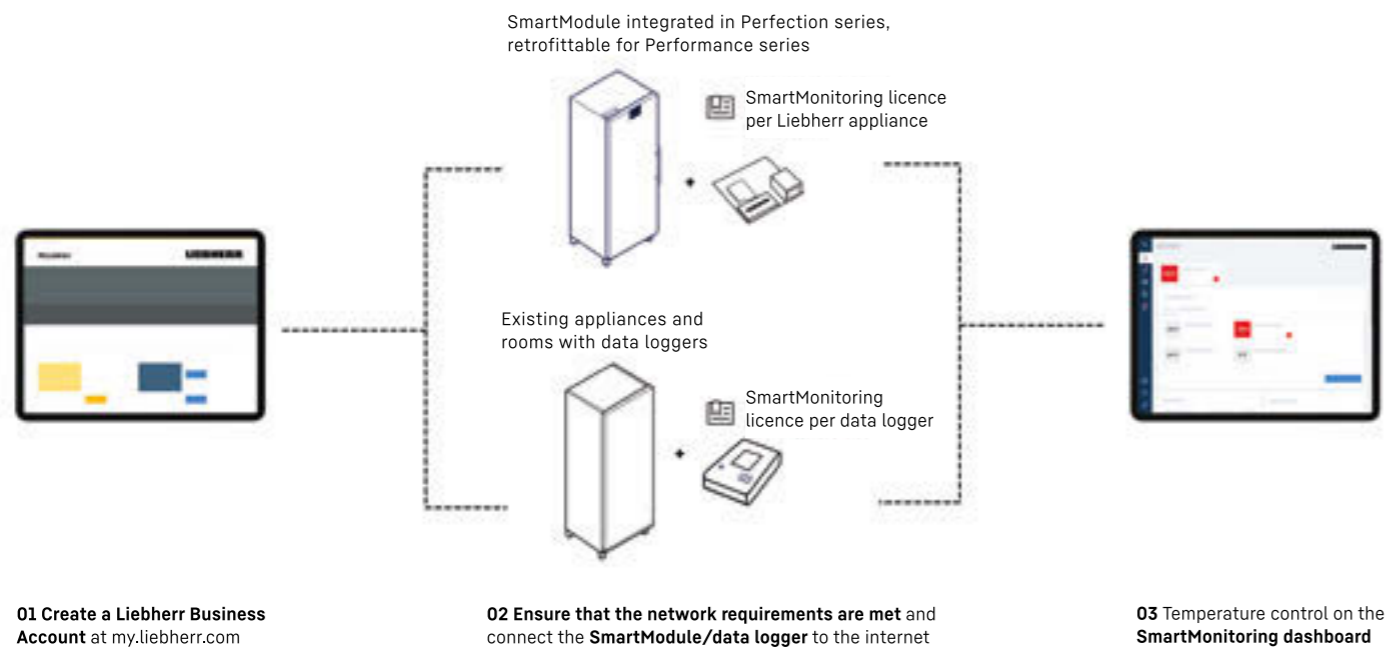 SmartModule integrated in Perfection series,
retrofittable for Performance series
SmartMonitoring licence
per Liebherr appliance
LIEBHERR
Existing appliances and
rooms with data loggers
SmartMonitoring
licence per data logger
01 Create a Liebherr Business
Account at my.liebherr.com
02 Ensure that the network requirements are met and
connect the SmartModule/data logger to the internet
03 Temperature control on the
SmartMonitoring dashboard